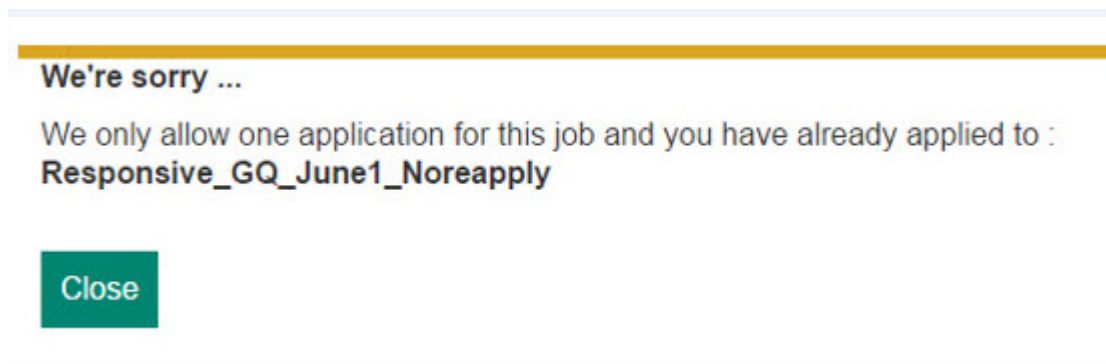 We're sorry ...
We only allow one application for this job and you have already applied to :
Responsive_GQ_June1_Noreapply
Close